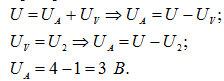 U = U_A + U_V ⇒ U_A = U − U_V;
U_V = U_2 ⇒ U_A = U − U_2;
U_A = 4 − 1 = 3 В.